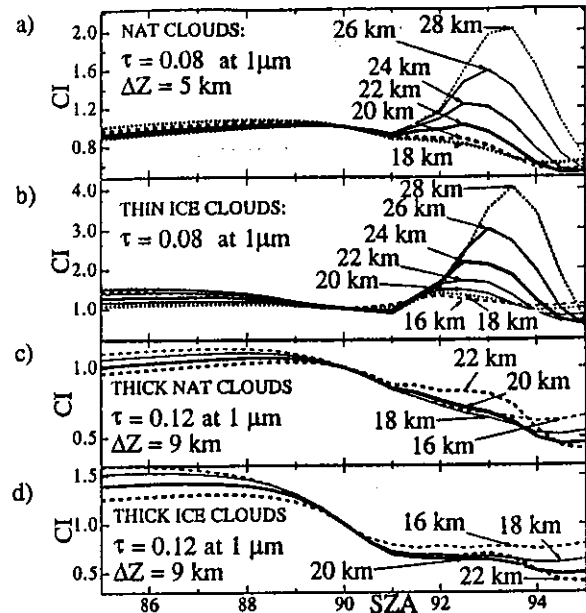 a)
NAT CLOUDS:
τ = 0.08 at 1μm
ΔZ = 5 km
26 km
28 km
24 km
22 km
20 km
18 km
2.0
1.6
1.2
0.8
CI
b)
THIN ICE CLOUDS:
τ = 0.08 at 1μm
28 km
26 km
24 km
22 km
20 km
16 km
18 km
4.0
3.0
2.0
1.0
CI
c)
THICK NAT CLOUDS
τ = 0.12 at 1 μm
ΔZ = 9 km
22 km
20 km
18 km
16 km
1.0
0.5
CI
d)
THICK ICE CLOUDS
τ = 0.12 at 1 μm
ΔZ = 9 km
16 km
18 km
20 km
22 km
1.5
1.0
0.5
CI
86
88
90
92
94
SZA